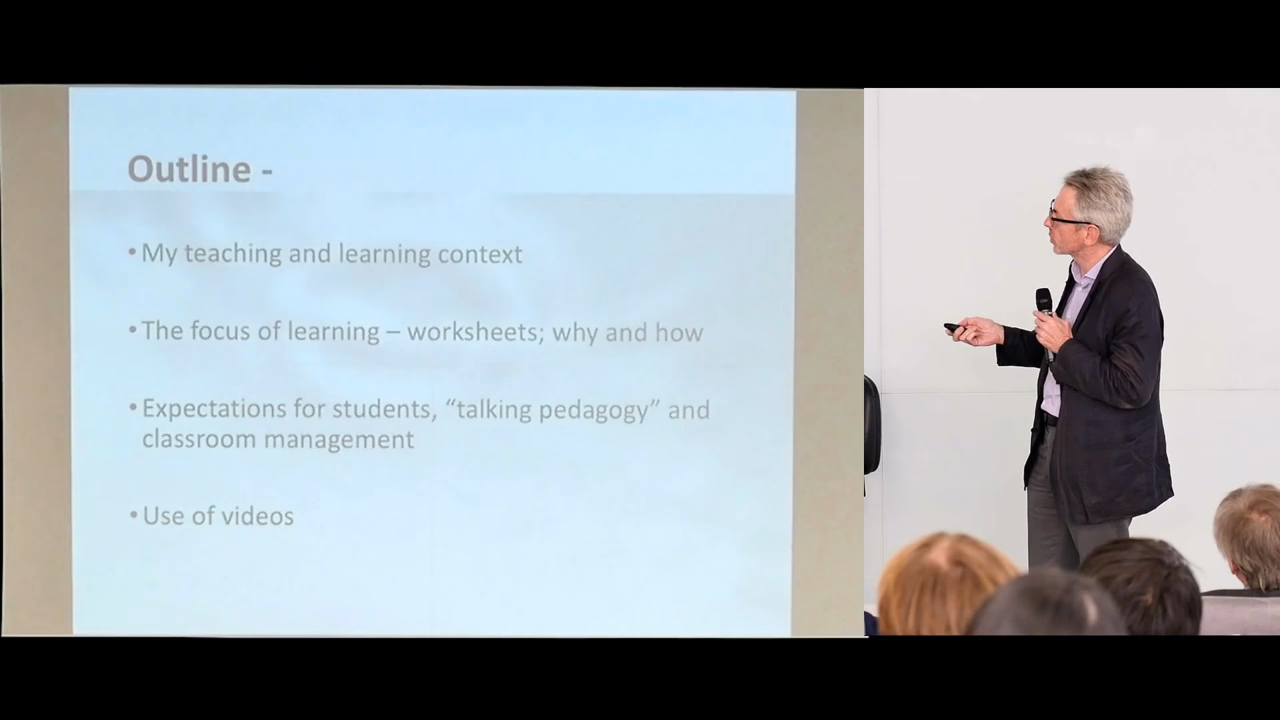 Outline -
•My teaching and learning context
•The focus of learning – worksheets; why and how
•Expectations for students, “talking pedagogy” and
classroom management
•Use of videos